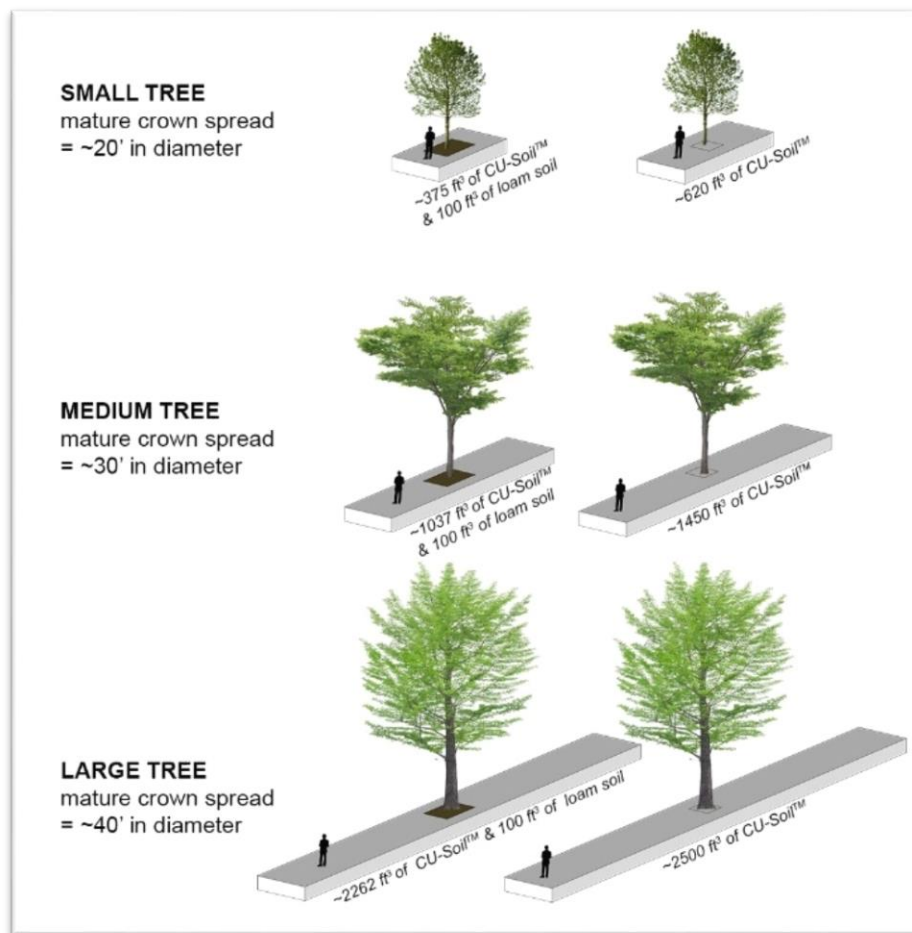 SMALL TREE
mature crown spread
= ~20' in diameter
~375 ft³ of CU-Soil™
& 100 ft³ of loam soil
~620 ft³ of CU-Soil™
MEDIUM TREE
mature crown spread
= ~30' in diameter
~1037 ft³ of CU-Soil™
& 100 ft³ of loam soil
~1450 ft³ of CU-Soil™
LARGE TREE
mature crown spread
= ~40' in diameter
~2262 ft³ of CU-Soil™ & 100 ft³ of loam soil
~2500 ft³ of CU-Soil™